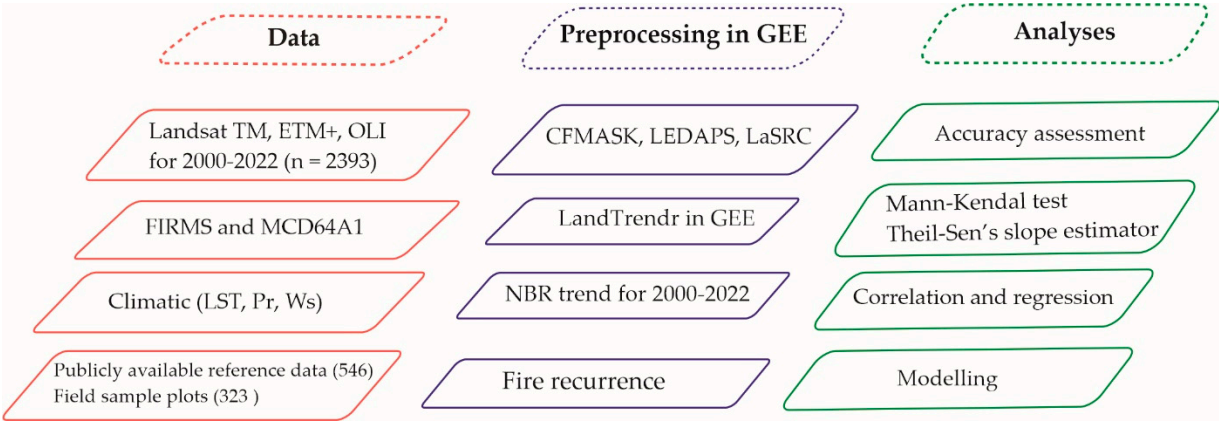 Data
Landsat TM, ETM+, OLI
for 2000-2022 (n = 2393)
FIRMS and MCD64A1
Climatic (LST, Pr, Ws)
Publicly available reference data (546)
Field sample plots (323 )
Preprocessing in GEE
CFMASK, LEDAPS, LaSRC
LandTrendr in GEE
NBR trend for 2000-2022
Fire recurrence
Analyses
Accuracy assessment
Mann-Kendal test
Theil-Sen’s slope estimator
Correlation and regression
Modelling